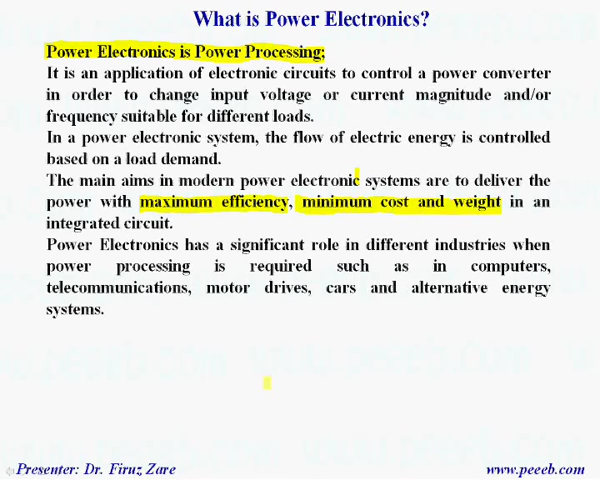 What is Power Electronics?
Power Electronics is Power Processing;
It is an application of electronic circuits to control a power converter
in order to change input voltage or current magnitude and/or
frequency suitable for different loads.
In a power electronic system, the flow of electric energy is controlled
based on a load demand.
The main aims in modern power electronic systems are to deliver the
power with maximum efficiency, minimum cost and weight in an
integrated circuit.
Power Electronics has a significant role in different industries when
power processing is required such as in computers,
telecommunications, motor drives, cars and alternative energy
systems.
Presenter: Dr. Firuz Zare
www.peeeb.com